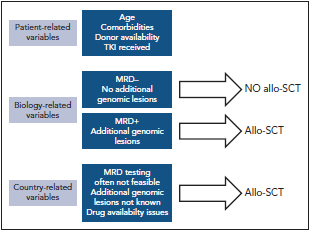 Patient-related
variables
Age
Comorbidities
Donor availability
TKI received
Biology-related
variables
MRD–
No additional
genomic lesions
NO allo-SCT
MRD+
Additional genomic
lesions
Allo-SCT
Country-related
variables
MRD testing
often not feasible
Additional genomic
lesions not known
Drug availabilty issues
Allo-SCT